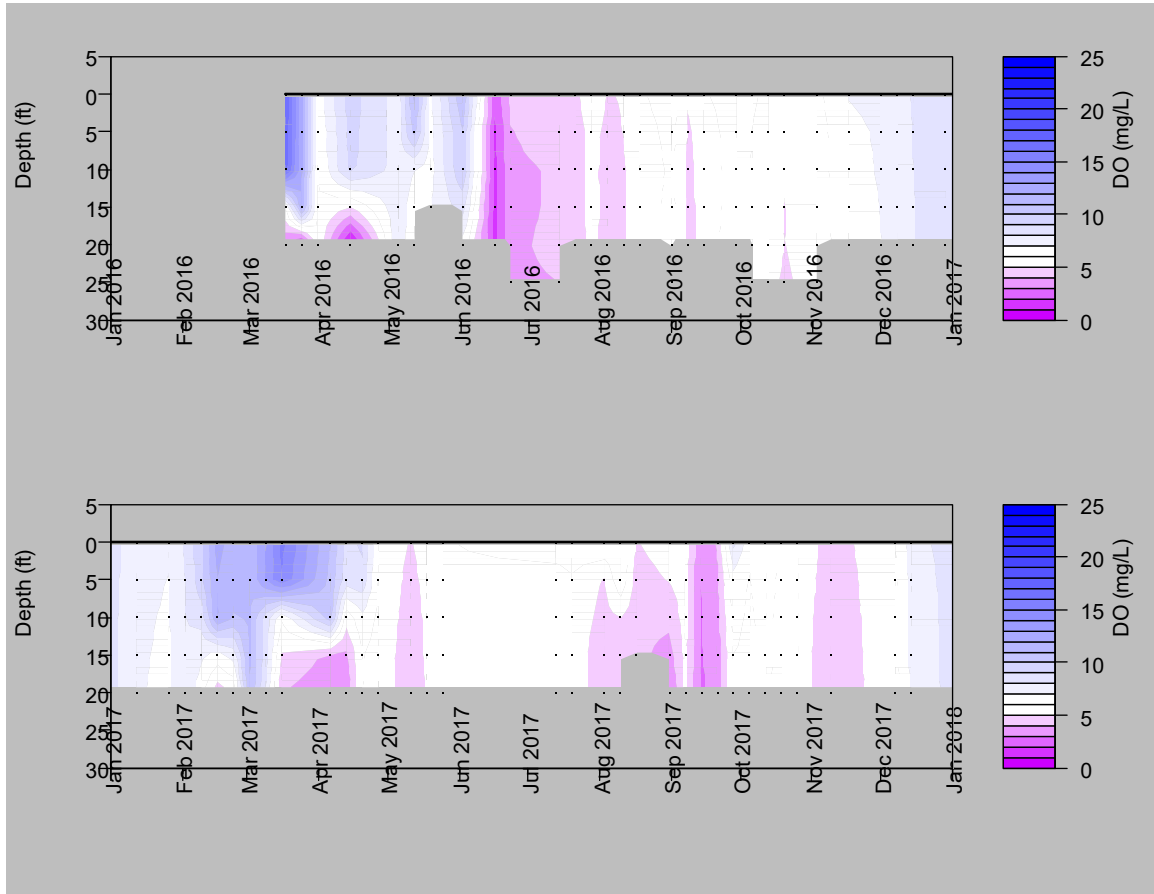 5
0
5
10
15
20
25
30
Depth (ft)
Jan 2016
Feb 2016
Mar 2016
Apr 2016
May 2016
Jun 2016
Jul 2016
Aug 2016
Sep 2016
Oct 2016
Nov 2016
Dec 2016
Jan 2017
25
20
15
10
5
0
DO (mg/L)
5
0
5
10
15
20
25
30
Depth (ft)
Jan 2017
Feb 2017
Mar 2017
Apr 2017
May 2017
Jun 2017
Jul 2017
Aug 2017
Sep 2017
Oct 2017
Nov 2017
Dec 2017
Jan 2018
25
20
15
10
5
0
DO (mg/L)